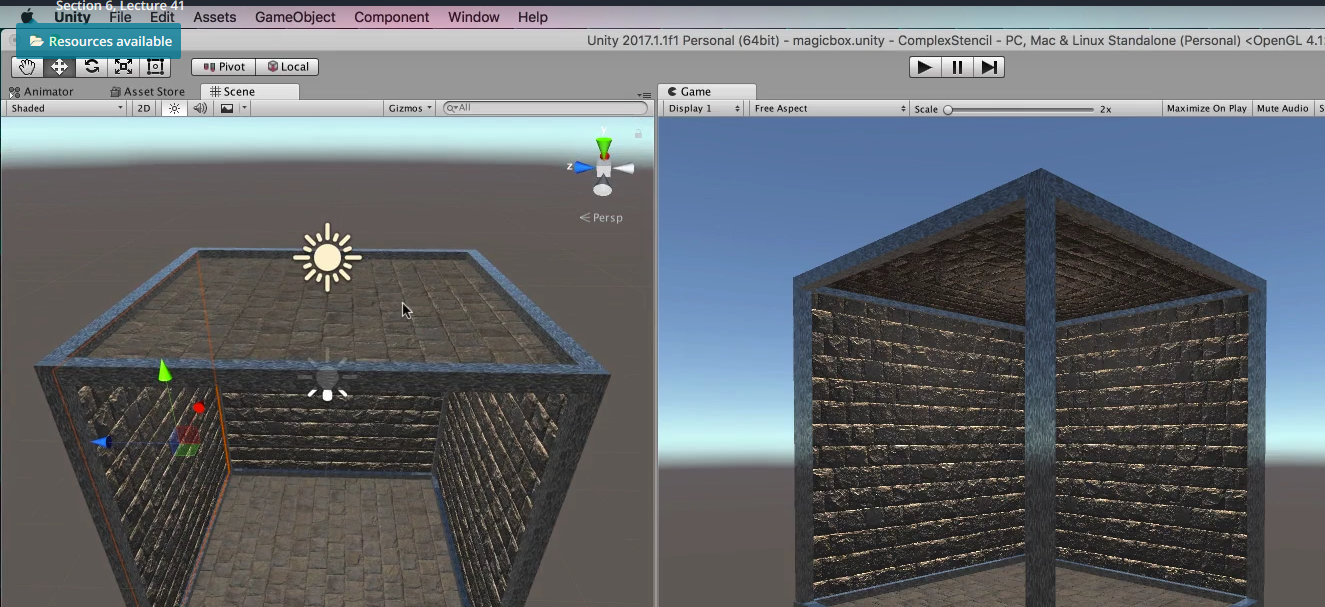 Section 6, Lecture 41
Unity File Edit Assets GameObject Component Window Help
Resources available
Unity 2017.1.1f1 Personal (64bit) - magicbox.unity - ComplexStencil - PC, Mac & Linux Standalone (Personal) <OpenGL 4.1
Pivot Local
Animator Asset Store Scene Game
Shaded 2D Gizmos All Display 1 Free Aspect Scale 2x Maximize On Play Mute Audio S
y
z
Persp